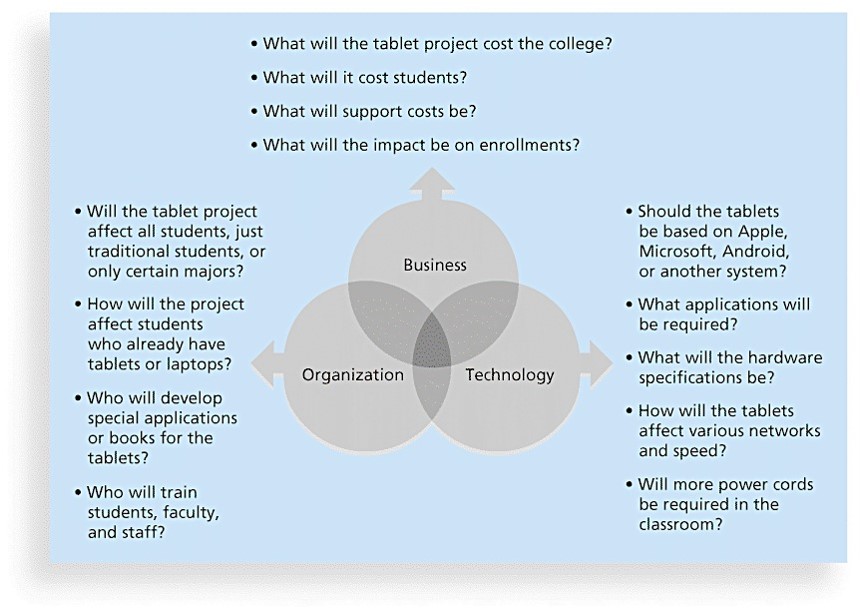 • What will the tablet project cost the college?
• What will it cost students?
• What will support costs be?
• What will the impact be on enrollments?
• Will the tablet project
affect all students, just
traditional students, or
only certain majors?
• How will the project
affect students
who already have
tablets or laptops?
• Who will develop
special applications
or books for the
tablets?
• Who will train
students, faculty,
and staff?
Business
Organization
Technology
• Should the tablets
be based on Apple,
Microsoft, Android,
or another system?
• What applications will
be required?
• What will the hardware
specifications be?
• How will the tablets
affect various networks
and speed?
• Will more power cords
be required in the
classroom?